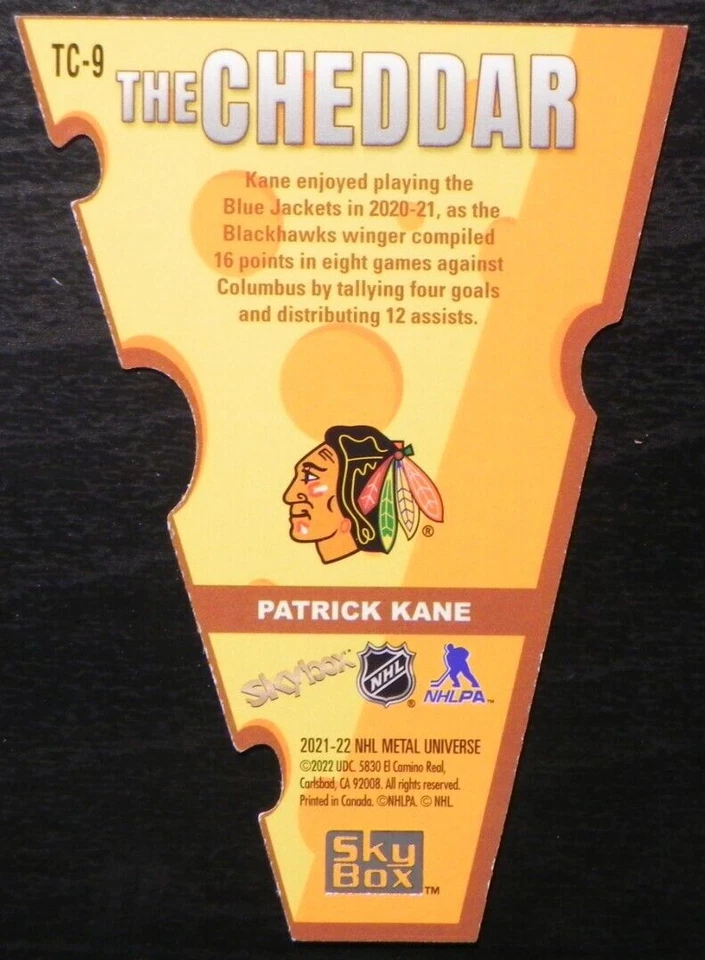 TC-9
THE CHEDDAR
Kane enjoyed playing the
Blue Jackets in 2020-21, as the
Blackhawks winger compiled
16 points in eight games against
Columbus by tallying four goals
and distributing 12 assists.
®
PATRICK KANE
Skybox™ NHL® NHLPA™
2021-22 NHL METAL UNIVERSE
©2022 UDC. 5830 El Camino Real,
Carlsbad, CA 92008. All rights reserved.
Printed in Canada. ©NHLPA. © NHL.
Sky
Box™